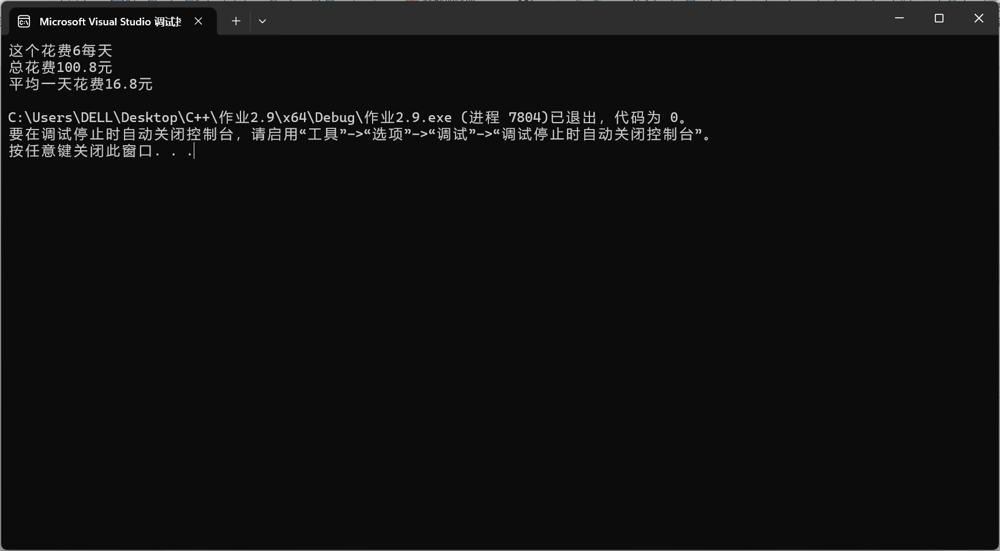 Microsoft Visual Studio 调试
这个花费6每天
总花费100.8元
平均一天花费16.8元
C:\Users\DELL\Desktop\C++\作业2.9\x64\Debug\作业2.9.exe (进程 7804)已退出，代码为 0。
要在调试停止时自动关闭控制台，请启用“工具”->“选项”->“调试”->“调试停止时自动关闭控制台”。
按任意键关闭此窗口. . .